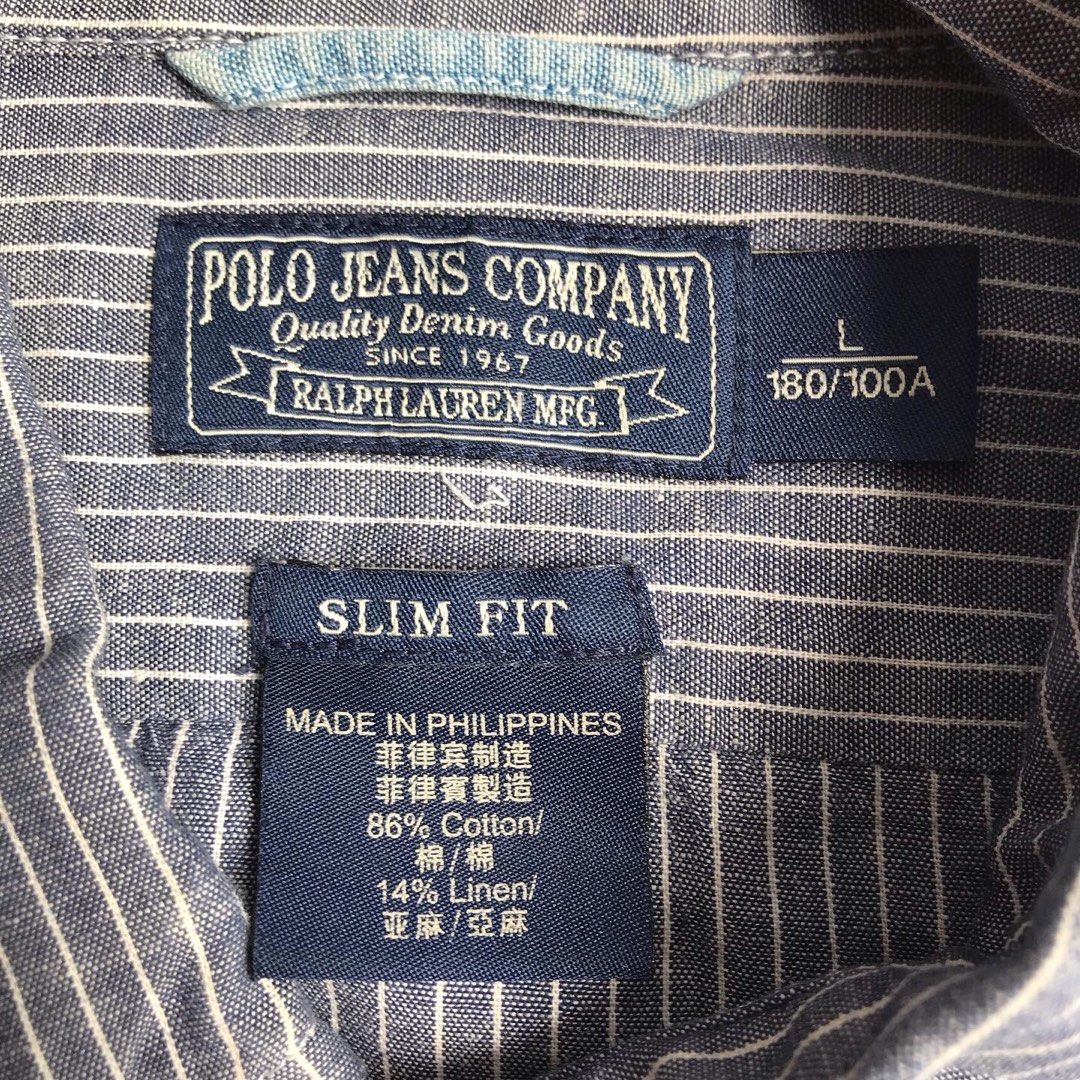 POLO JEANS COMPANY
Quality Denim Goods
SINCE 1967
RALPH LAUREN MFG.
L
180/100A
SLIM FIT
MADE IN PHILIPPINES
菲律宾制造
菲律賓製造
86% Cotton/
棉/棉
14% Linen/
亚麻/亞麻